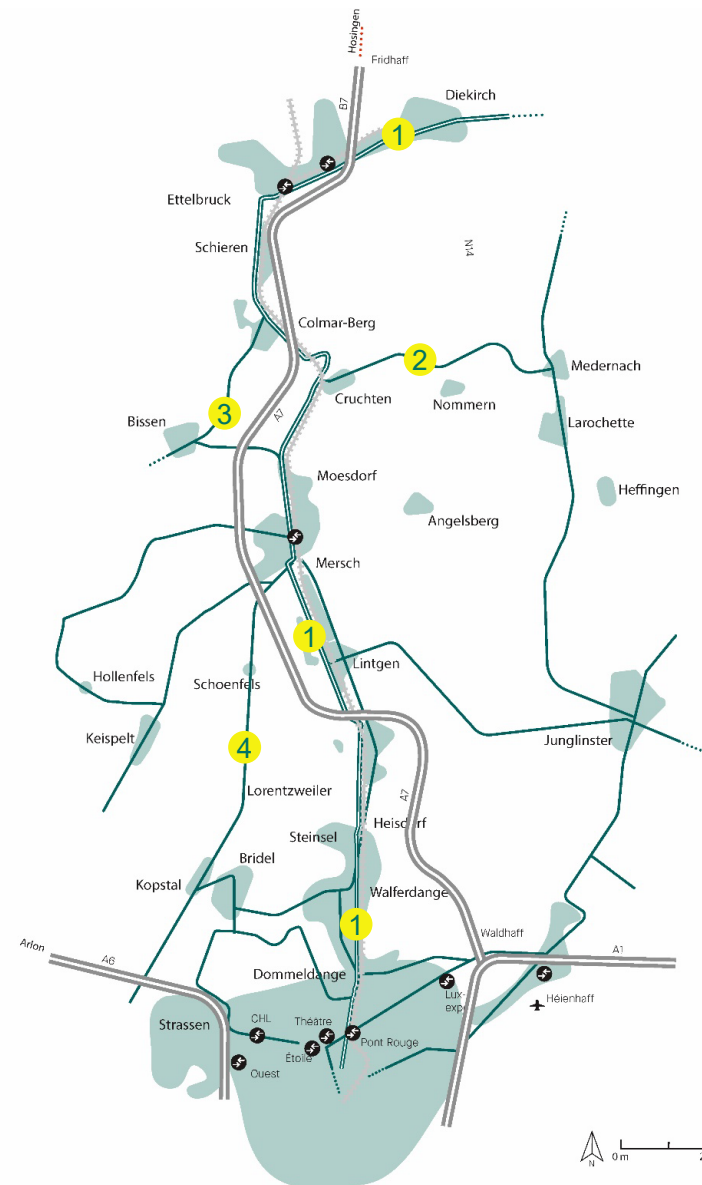 Hosingen
Fridhaff
B7
Diekirch
1
Ettelbruck
Schieren
N14
Colmar-Berg
2
Medernach
Cruchten
Nommern
3
A7
Bissen
Larochette
Moesdorf
Heffingen
Angelsberg
Mersch
1
Lintgen
Hollenfels
Schoenfels
Keispelt
4
Junglinster
A7
Lorentzweiler
Heisdorf
Steinsel
Bridel
Kopstal
Walferdange
1
Arlon
A6
Waldhaff
A1
Dommeldange
Lux-
expo
Héienhaff
Strassen
CHL
Théâtre
Étoile
Pont Rouge
Ouest
N
0 m
2